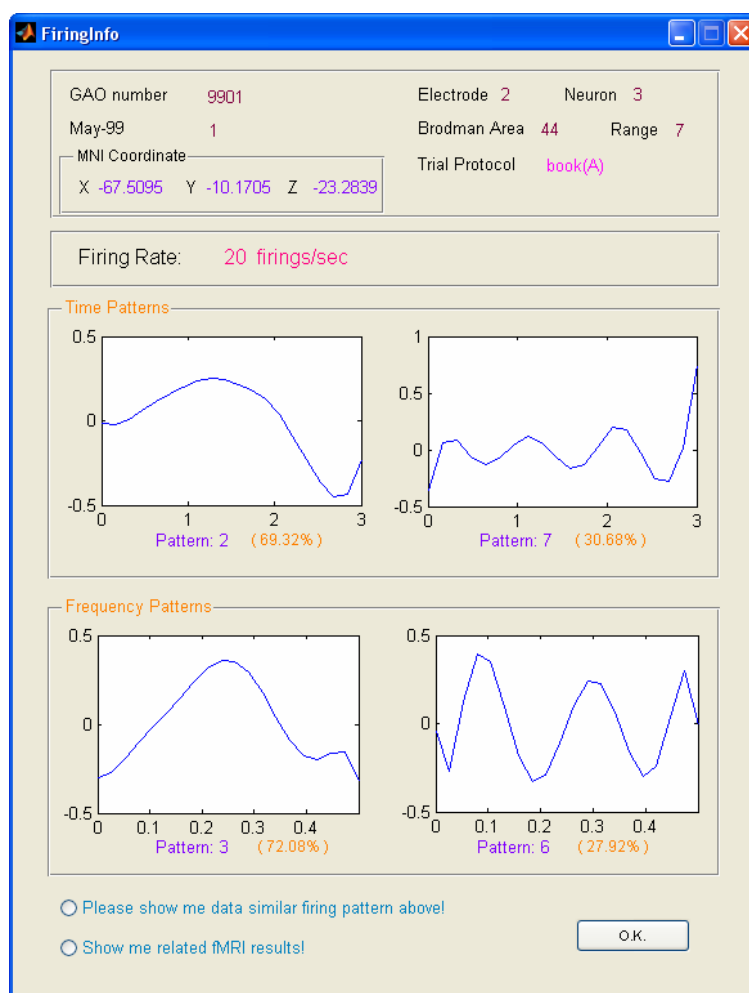 FiringInfo
GAO number 9901 Electrode 2 Neuron 3
May-99 1 Brodman Area 44 Range 7
MNI Coordinate Trial Protocol book(A)
X -67.5095 Y -10.1705 Z -23.2839
Firing Rate: 20 firings/sec
Time Patterns
0.5
0
-0.5
0 1 2 3
Pattern: 2 (69.32%)
1
0.5
0
-0.5
0 1 2 3
Pattern: 7 (30.68%)
Frequency Patterns
0.5
0
-0.5
0 0.1 0.2 0.3 0.4
Pattern: 3 (72.08%)
0.5
0
-0.5
0 0.1 0.2 0.3 0.4
Pattern: 6 (27.92%)
Please show me data similar firing pattern above!
Show me related fMRI results!
O.K.